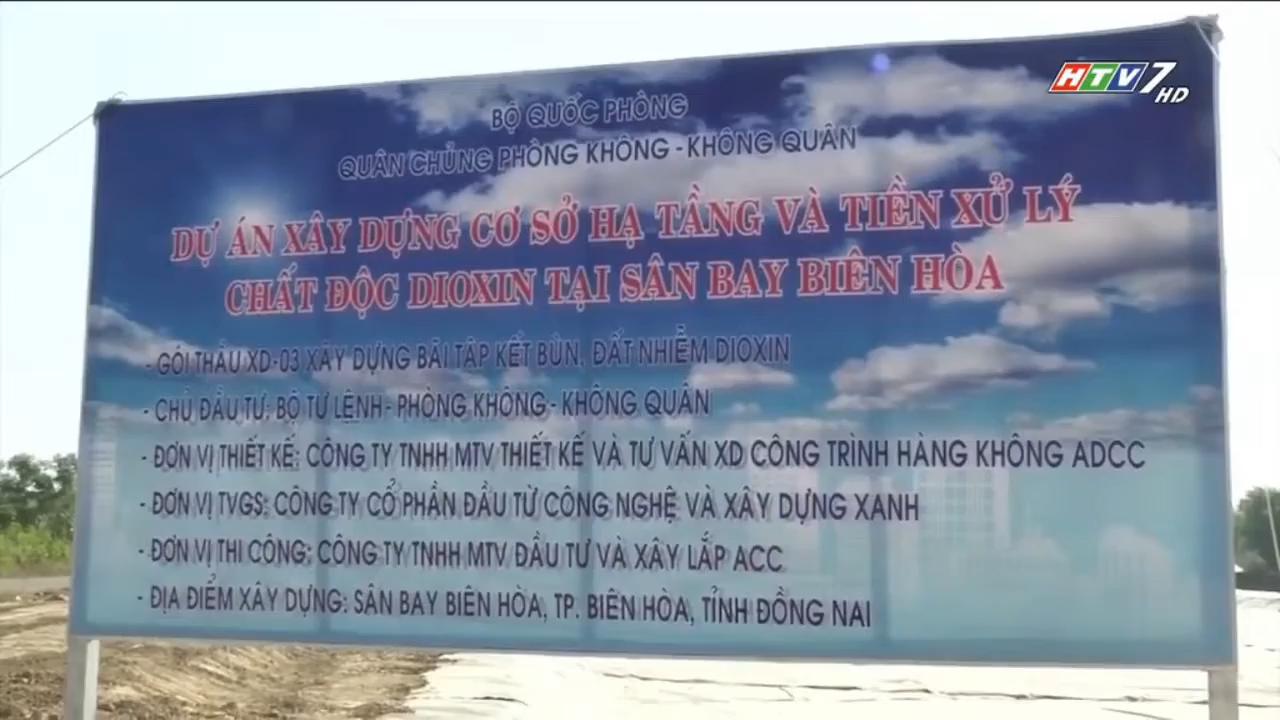 HTV7 HD
BỘ QUỐC PHÒNG
QUÂN CHỦNG PHÒNG KHÔNG - KHÔNG QUÂN
DỰ ÁN XÂY DỰNG CƠ SỞ HẠ TẦNG VÀ TIỀN XỬ LÝ
CHẤT ĐỘC DIOXIN TẠI SÂN BAY BIÊN HÒA
- GÓI THẦU XD-03 XÂY DỰNG BÃI TẬP KẾT BÙN, ĐẤT NHIỄM DIOXIN
- CHỦ ĐẦU TƯ: BỘ TƯ LỆNH - PHÒNG KHÔNG - KHÔNG QUÂN
- ĐƠN VỊ THIẾT KẾ: CÔNG TY TNHH MTV THIẾT KẾ VÀ TƯ VẤN XD CÔNG TRÌNH HÀNG KHÔNG ADCC
- ĐƠN VỊ TVGS: CÔNG TY CỔ PHẦN ĐẦU TƯ CÔNG NGHỆ VÀ XÂY DỰNG XANH
- ĐƠN VỊ THI CÔNG: CÔNG TY TNHH MTV ĐẦU TƯ VÀ XÂY LẮP ACC
- ĐỊA ĐIỂM XÂY DỰNG: SÂN BAY BIÊN HÒA, TP. BIÊN HÒA, TỈNH ĐỒNG NAI